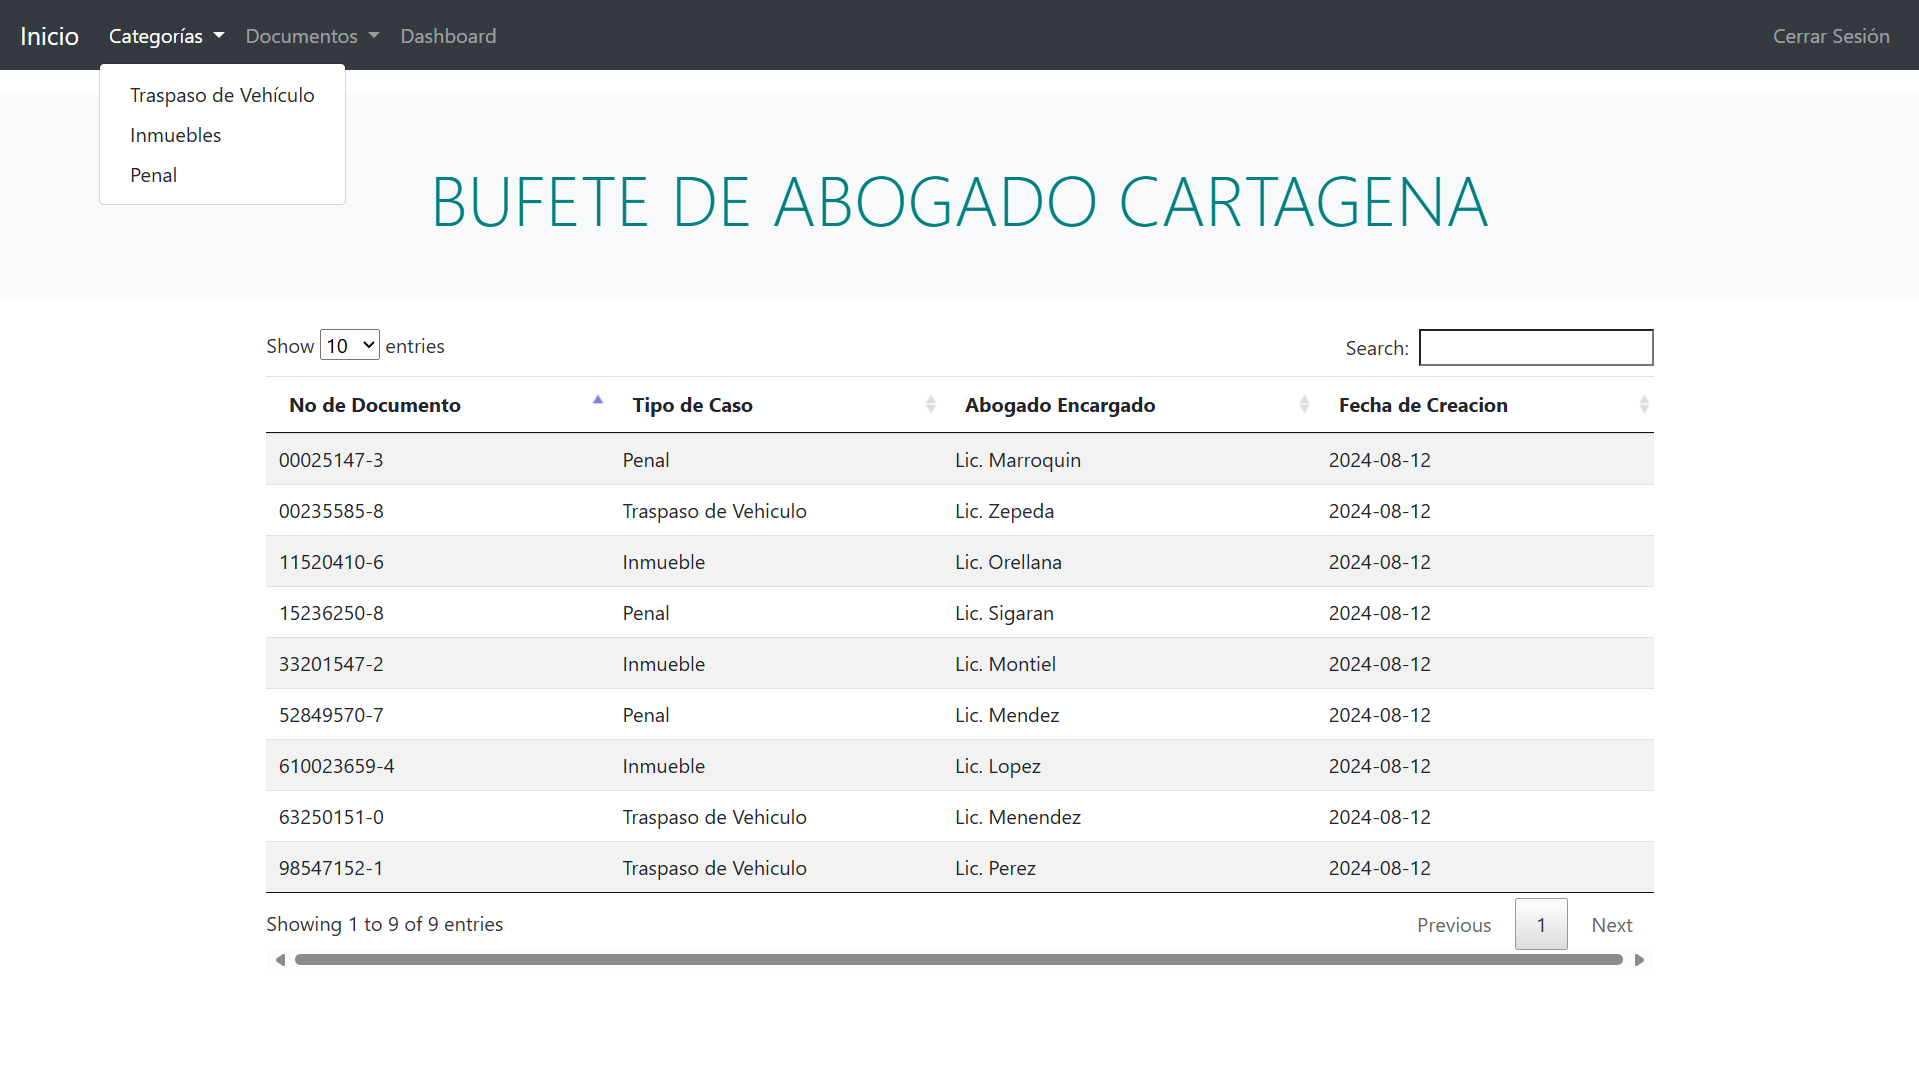 Inicio Categorías Documentos Dashboard Cerrar Sesión
Traspaso de Vehículo
Inmuebles
Penal
BUFETE DE ABOGADO CARTAGENA
Show 10 entries Search:
No de Documento Tipo de Caso Abogado Encargado Fecha de Creacion
00025147-3 Penal Lic. Marroquin 2024-08-12
00235585-8 Traspaso de Vehiculo Lic. Zepeda 2024-08-12
11520410-6 Inmueble Lic. Orellana 2024-08-12
15236250-8 Penal Lic. Sigaran 2024-08-12
33201547-2 Inmueble Lic. Montiel 2024-08-12
52849570-7 Penal Lic. Mendez 2024-08-12
610023659-4 Inmueble Lic. Lopez 2024-08-12
63250151-0 Traspaso de Vehiculo Lic. Menendez 2024-08-12
98547152-1 Traspaso de Vehiculo Lic. Perez 2024-08-12
Showing 1 to 9 of 9 entries Previous 1 Next